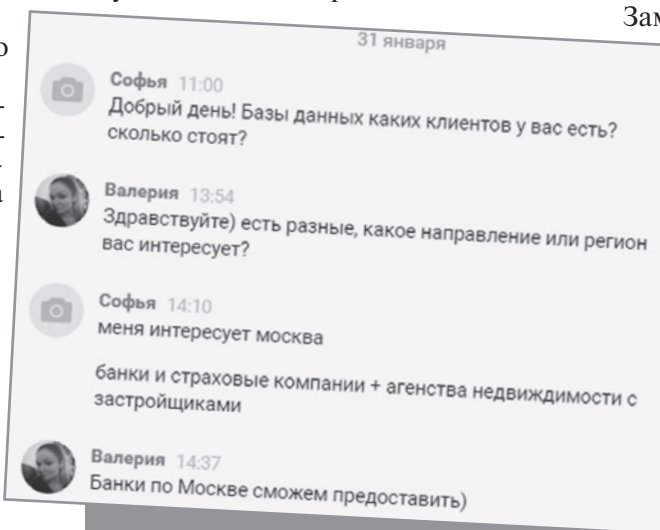 Зам
о
-
-
-
а
31 января
Софья 11:00
Добрый день! Базы данных каких клиентов у вас есть?
сколько стоят?
Валерия 13:54
Здравствуйте) есть разные, какое направление или регион
вас интересует?
Софья 14:10
меня интересует москва
банки и страховые компании + агенства недвиждимости с
застройщиками
Валерия 14:37
Банки по Москве сможем предоставить)